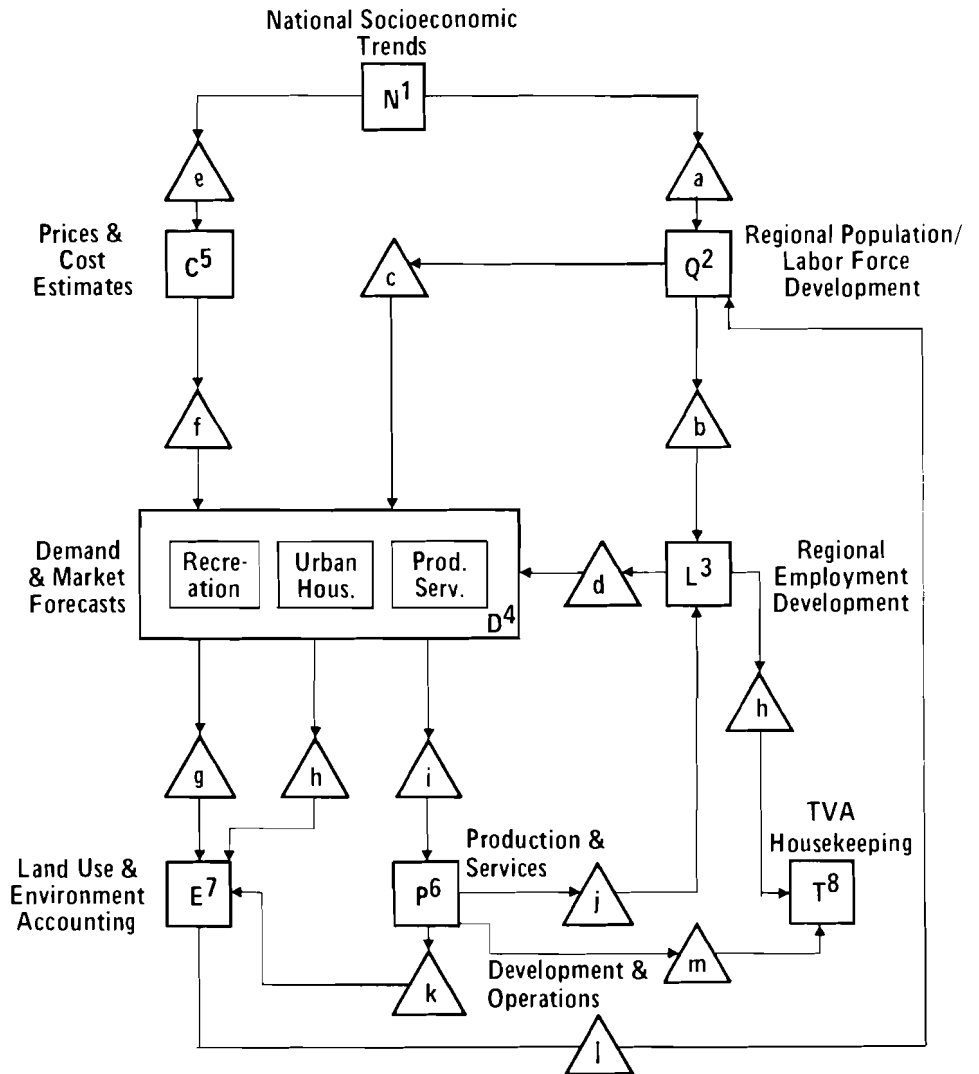 National Socioeconomic
Trends
N1
e
a
Prices &
Cost
Estimates
C5
c
Q2
Regional Population/
Labor Force
Development
f
b
Demand
& Market
Forecasts
Recre-
ation
Urban
Hous.
Prod.
Serv.
D4
d
L3
Regional
Employment
Development
h
g
h
i
Land Use &
Environment
Accounting
E7
P6
Production &
Services
j
TVA
Housekeeping
T8
k
Development &
Operations
m
l